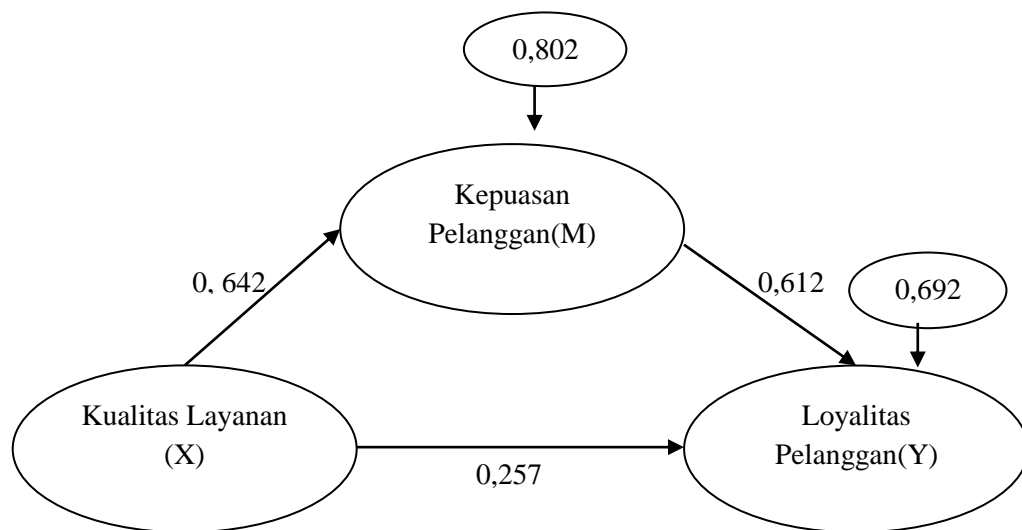 0,802
Kepuasan
Pelanggan(M)
0, 642
0,612
0,692
Kualitas Layanan
(X)
0,257
Loyalitas
Pelanggan(Y)